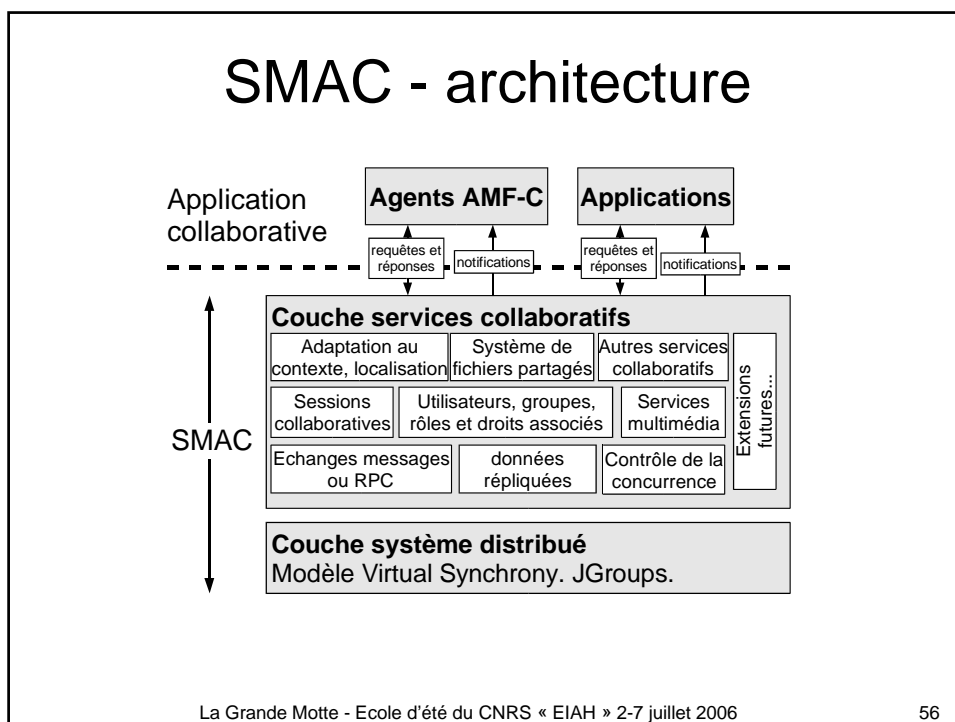 SMAC - architecture
Application
collaborative
Agents AMF-C
Applications
requêtes et
réponses
notifications
requêtes et
réponses
notifications
SMAC
Couche services collaboratifs
Adaptation au
contexte, localisation
Système de
fichiers partagés
Autres services
collaboratifs
Sessions
collaboratives
Utilisateurs, groupes,
rôles et droits associés
Services
multimédia
Echanges messages
ou RPC
données
répliquées
Contrôle de la
concurrence
Extensions
futures...
Couche système distribué
Modèle Virtual Synchrony. JGroups.
La Grande Motte - Ecole d'été du CNRS « EIAH » 2-7 juillet 2006
56